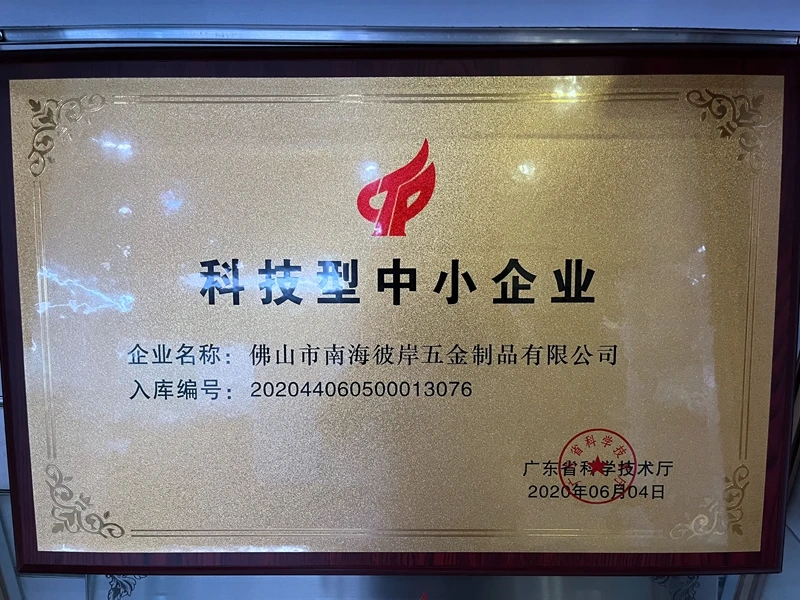 科技型中小企业
企业名称：佛山市南海彼岸五金制品有限公司
入库编号：202044060500013076
广东省科学技术厅
2020年06月04日